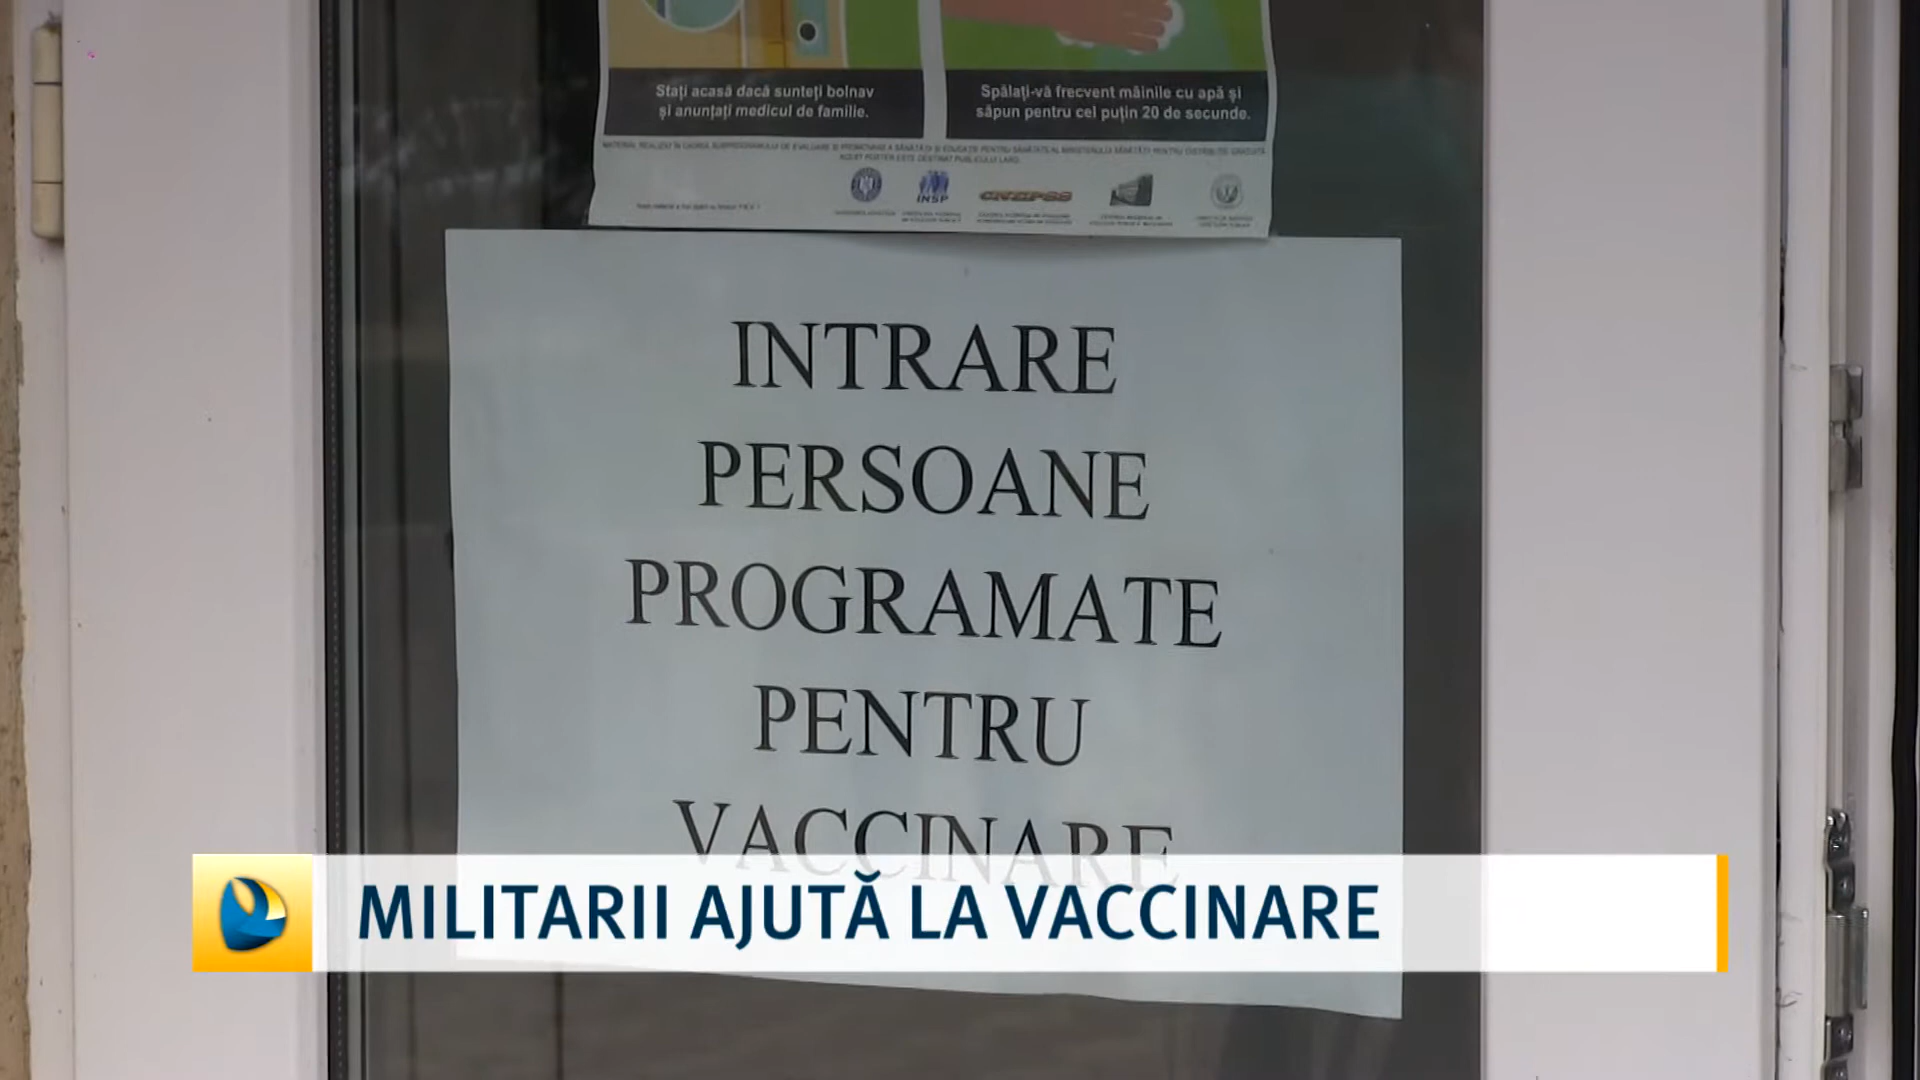 Stați acasă dacă sunteți bolnav
și anunțați medicul de familie.
Spălați-vă frecvent mâinile cu apă și
săpun pentru cel puțin 20 de secunde.
INSP
CNEPSS
INTRARE
PERSOANE
PROGRAMATE
PENTRU
VACCINARE
MILITARII AJUTĂ LA VACCINARE